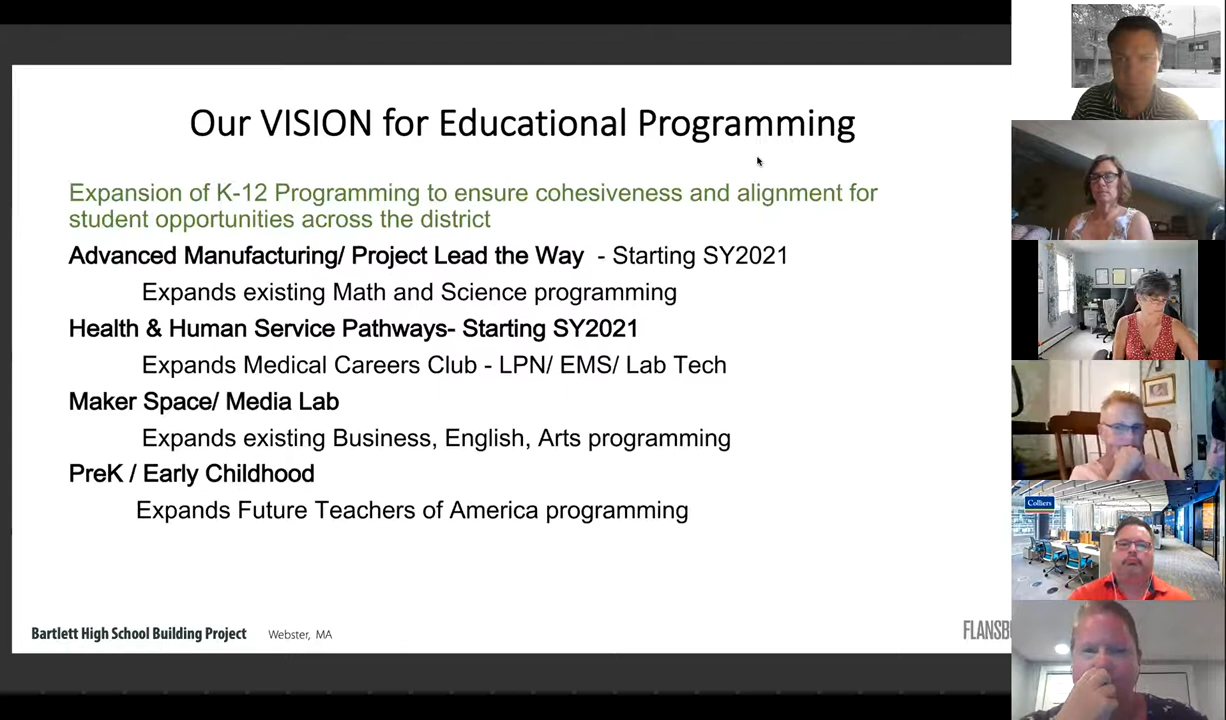 Our VISION for Educational Programming
Expansion of K-12 Programming to ensure cohesiveness and alignment for
student opportunities across the district
Advanced Manufacturing/ Project Lead the Way - Starting SY2021
Expands existing Math and Science programming
Health & Human Service Pathways- Starting SY2021
Expands Medical Careers Club - LPN/ EMS/ Lab Tech
Maker Space/ Media Lab
Expands existing Business, English, Arts programming
PreK / Early Childhood
Expands Future Teachers of America programming
Bartlett High School Building Project Webster, MA
Colliers